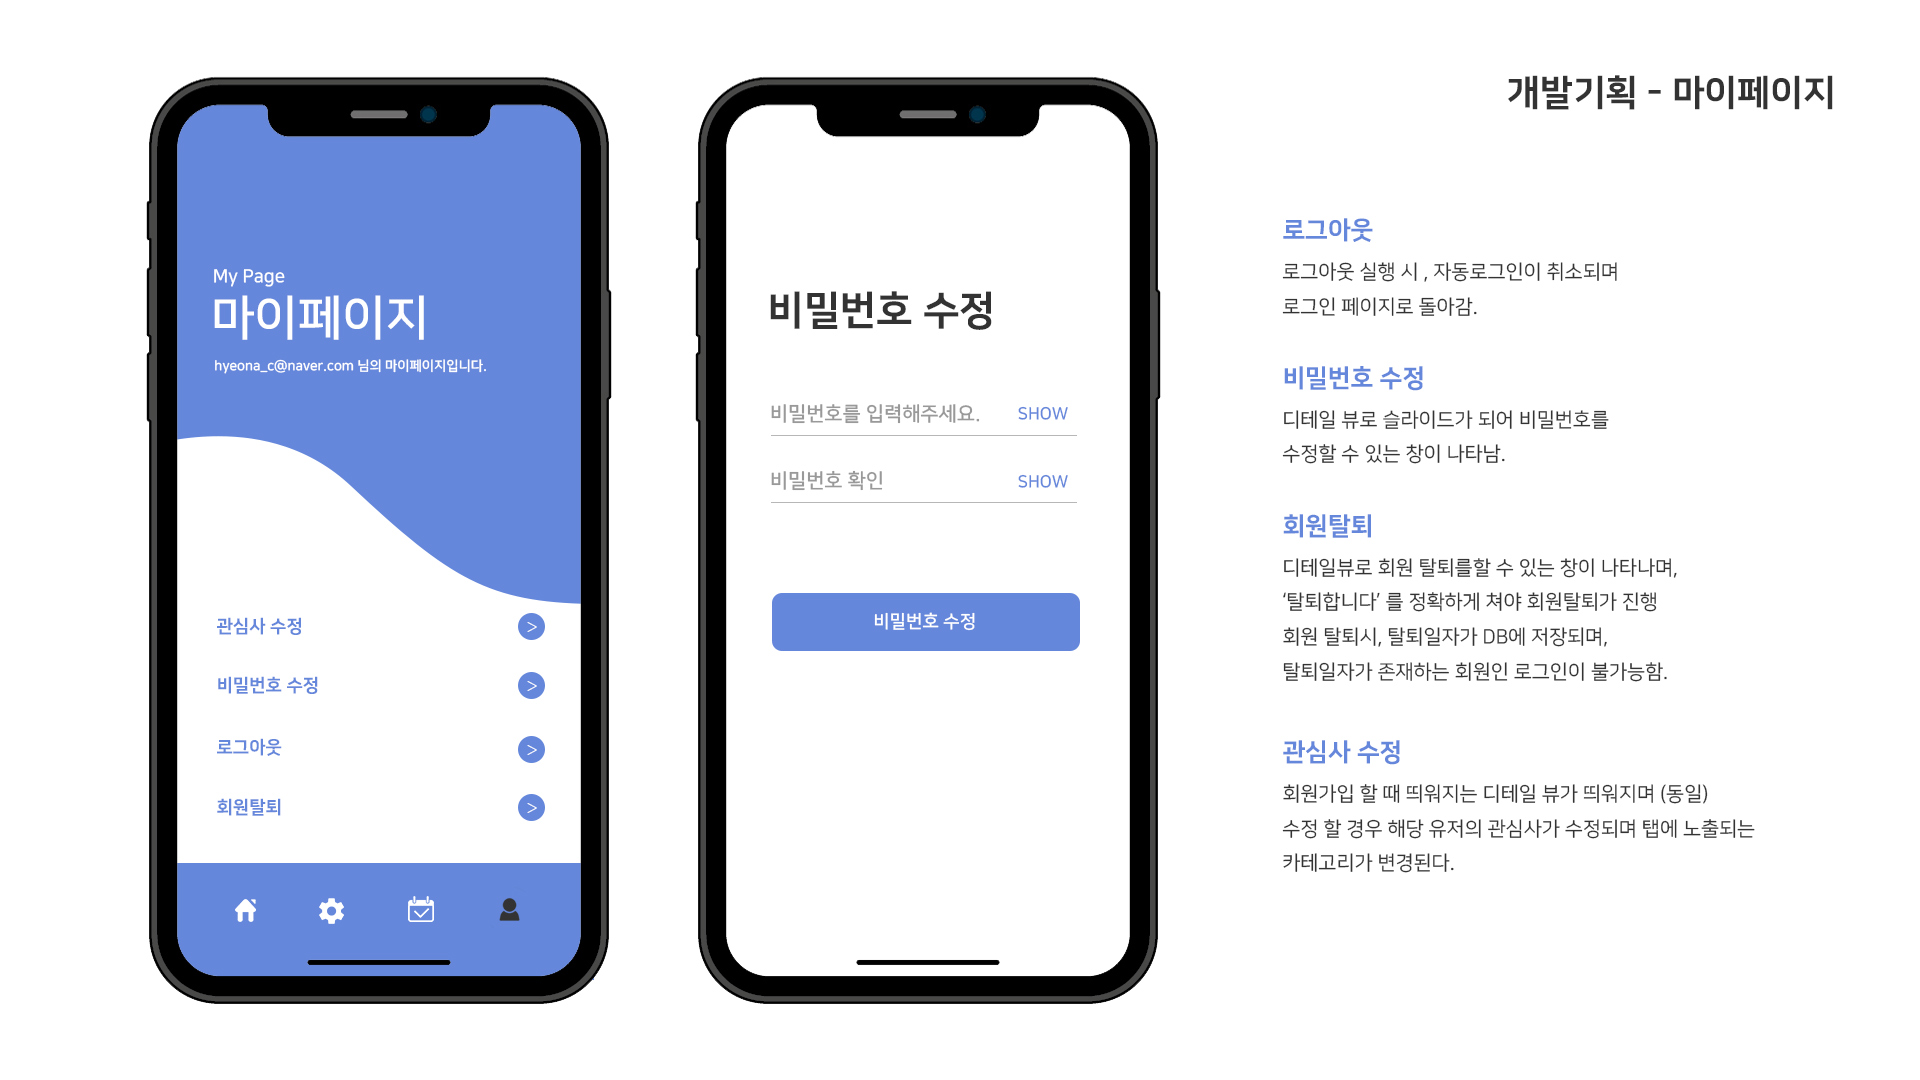 개발기획 - 마이페이지
My Page
마이페이지
hyeona_c@naver.com 님의 마이페이지입니다.
관심사 수정
>
비밀번호 수정
>
로그아웃
>
회원탈퇴
>
비밀번호 수정
비밀번호를 입력해주세요.
SHOW
비밀번호 확인
SHOW
비밀번호 수정
로그아웃
로그아웃 실행 시 , 자동로그인이 취소되며
로그인 페이지로 돌아감.
비밀번호 수정
디테일 뷰로 슬라이드가 되어 비밀번호를
수정할 수 있는 창이 나타남.
회원탈퇴
디테일뷰로 회원 탈퇴를할 수 있는 창이 나타나며,
‘탈퇴합니다’ 를 정확하게 쳐야 회원탈퇴가 진행
회원 탈퇴시, 탈퇴일자가 DB에 저장되며,
탈퇴일자가 존재하는 회원인 로그인이 불가능함.
관심사 수정
회원가입 할 때 띄워지는 디테일 뷰가 띄워지며 (동일)
수정 할 경우 해당 유저의 관심사가 수정되며 탭에 노출되는
카테고리가 변경된다.